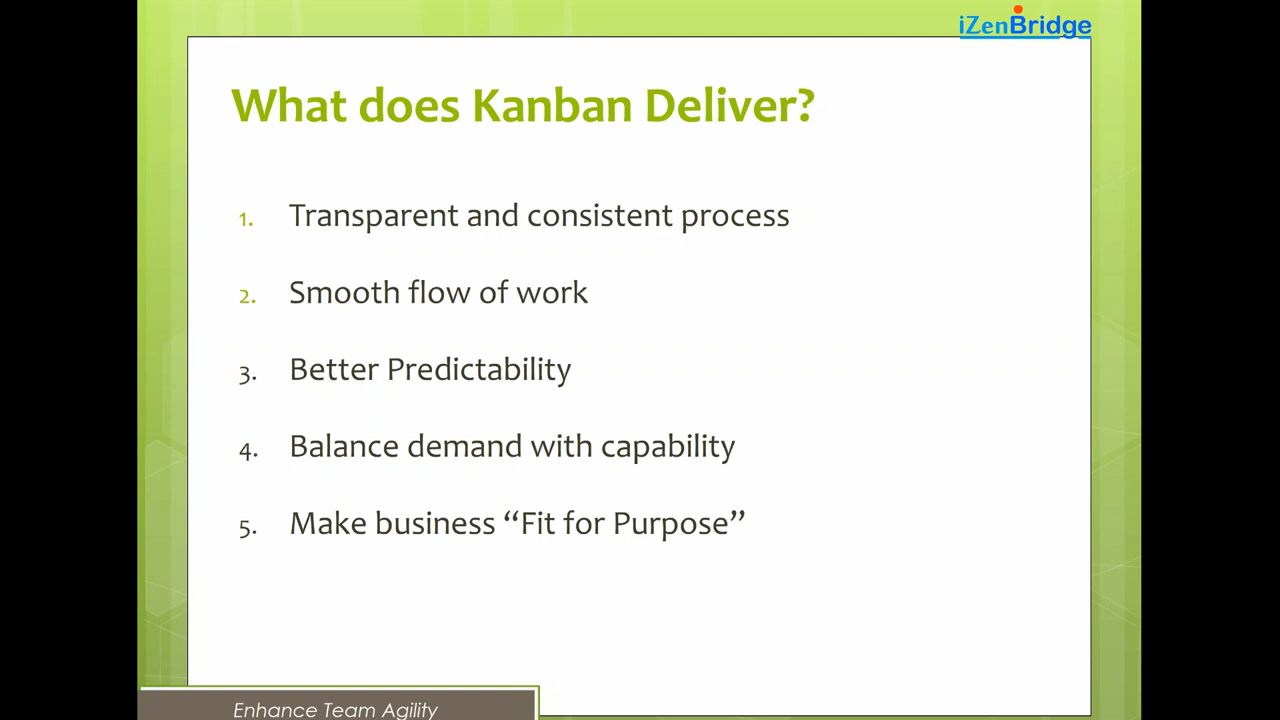 iZenBridge
What does Kanban Deliver?
1. Transparent and consistent process
2. Smooth flow of work
3. Better Predictability
4. Balance demand with capability
5. Make business “Fit for Purpose”
Enhance Team Agility